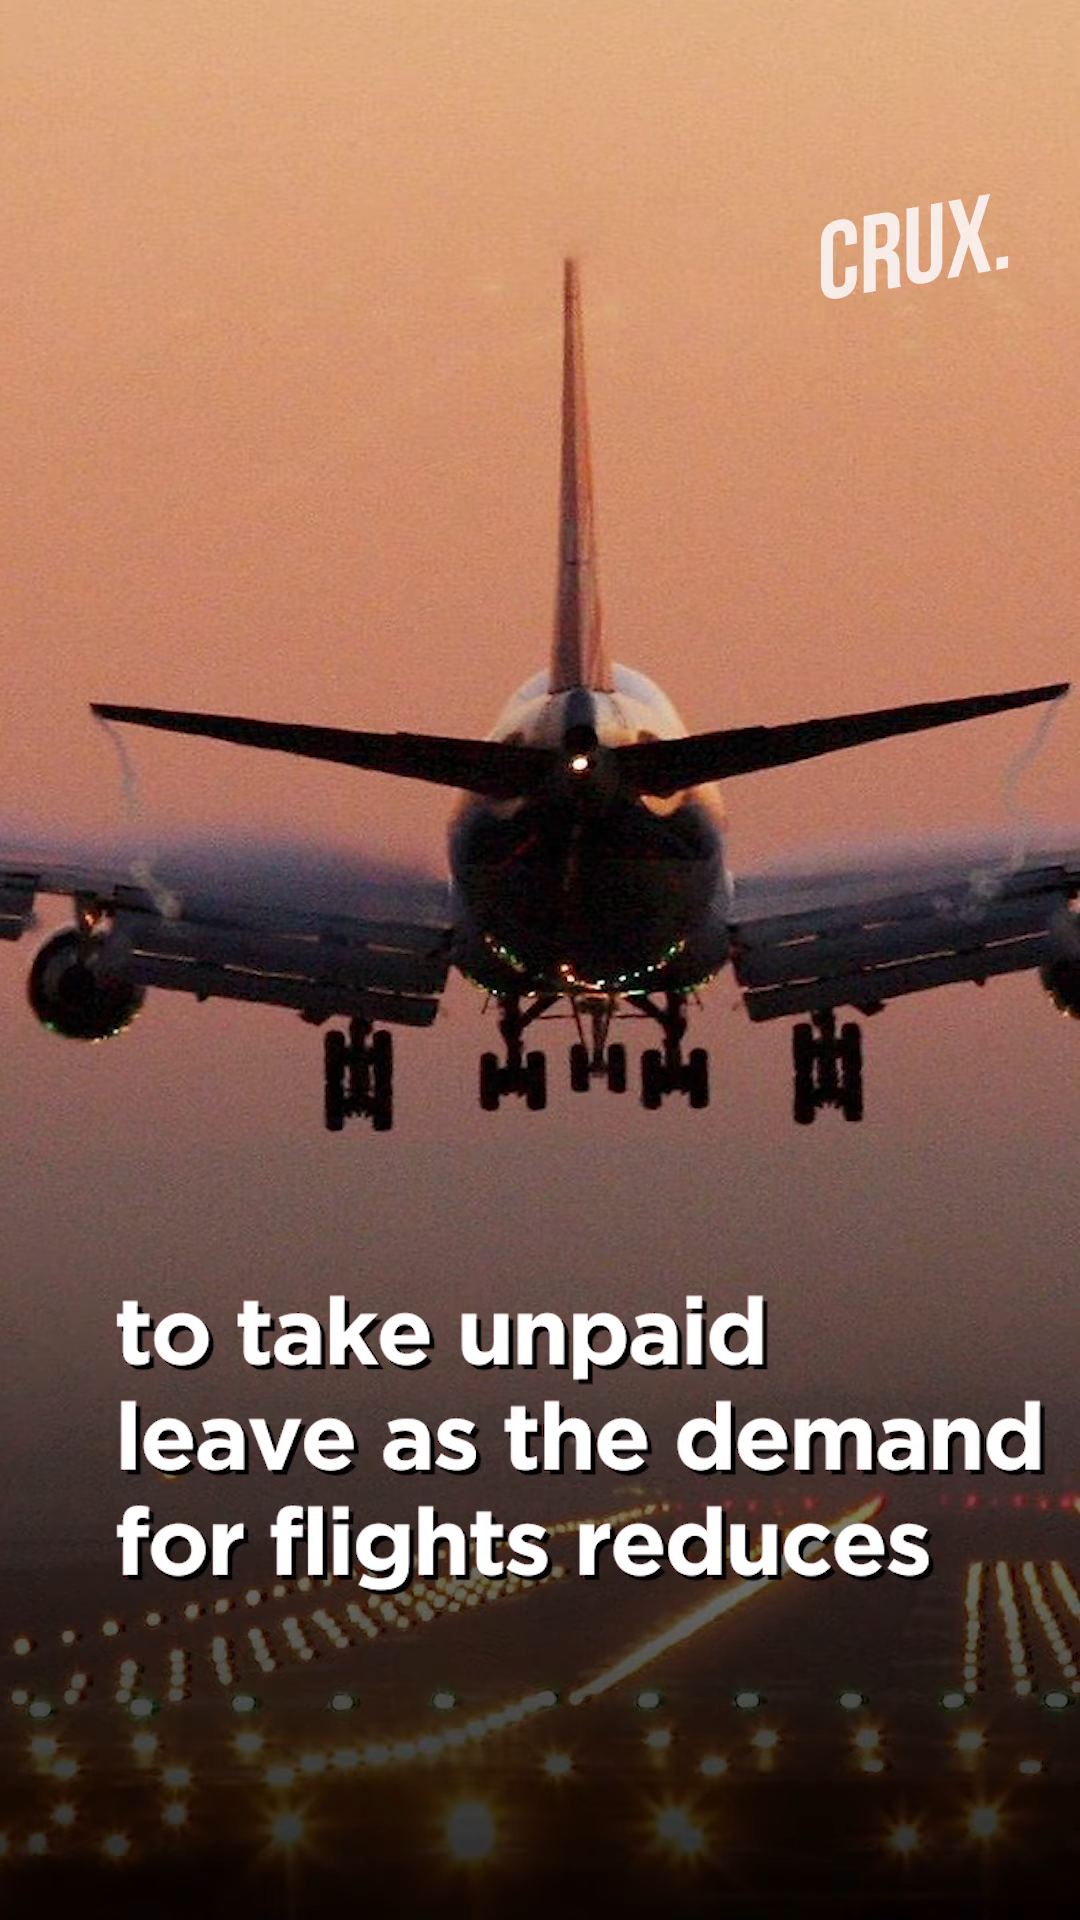 CRUX.
to take unpaid
leave as the demand
for flights reduces